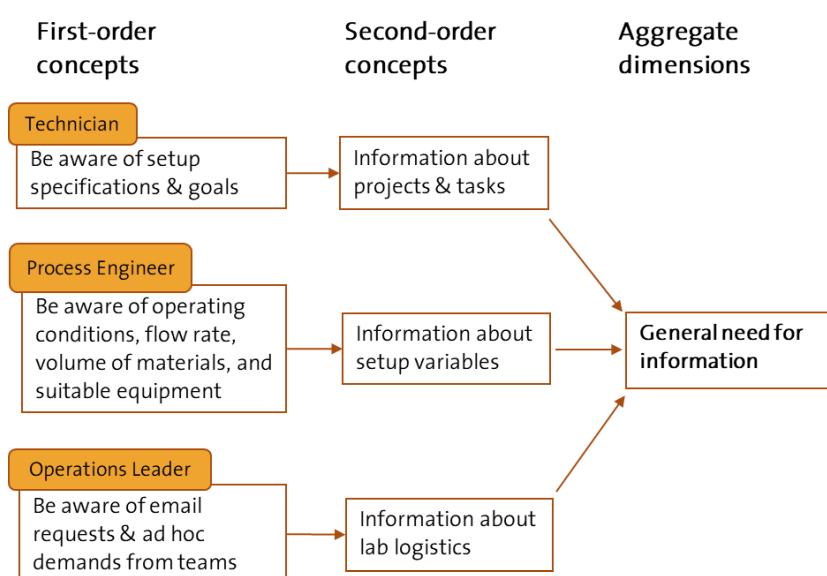 First-order
concepts
Second-order
concepts
Aggregate
dimensions
Technician
Be aware of setup
specifications & goals
Information about
projects & tasks
Process Engineer
Be aware of operating
conditions, flow rate,
volume of materials, and
suitable equipment
Information about
setup variables
General need for
information
Operations Leader
Be aware of email
requests & ad hoc
demands from teams
Information about
lab logistics